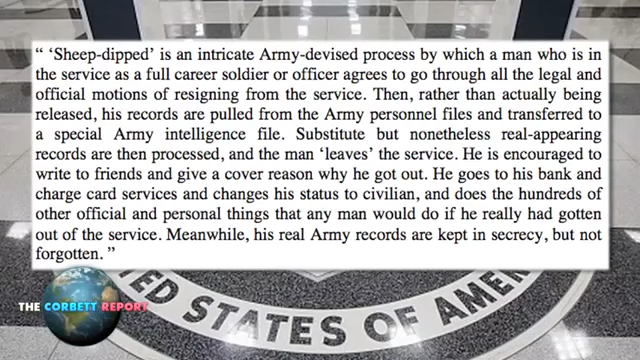 “ ‘Sheep-dipped’ is an intricate Army-devised process by which a man who is in
the service as a full career soldier or officer agrees to go through all the legal and
official motions of resigning from the service. Then, rather than actually being
released, his records are pulled from the Army personnel files and transferred to
a special Army intelligence file. Substitute but nonetheless real-appearing
records are then processed, and the man ‘leaves’ the service. He is encouraged to
write to friends and give a cover reason why he got out. He goes to his bank and
charge card services and changes his status to civilian, and does the hundreds of
other official and personal things that any man would do if he really had gotten
out of the service. Meanwhile, his real Army records are kept in secrecy, but not
forgotten. ”
THE CORBETT REPORT
STATES OF